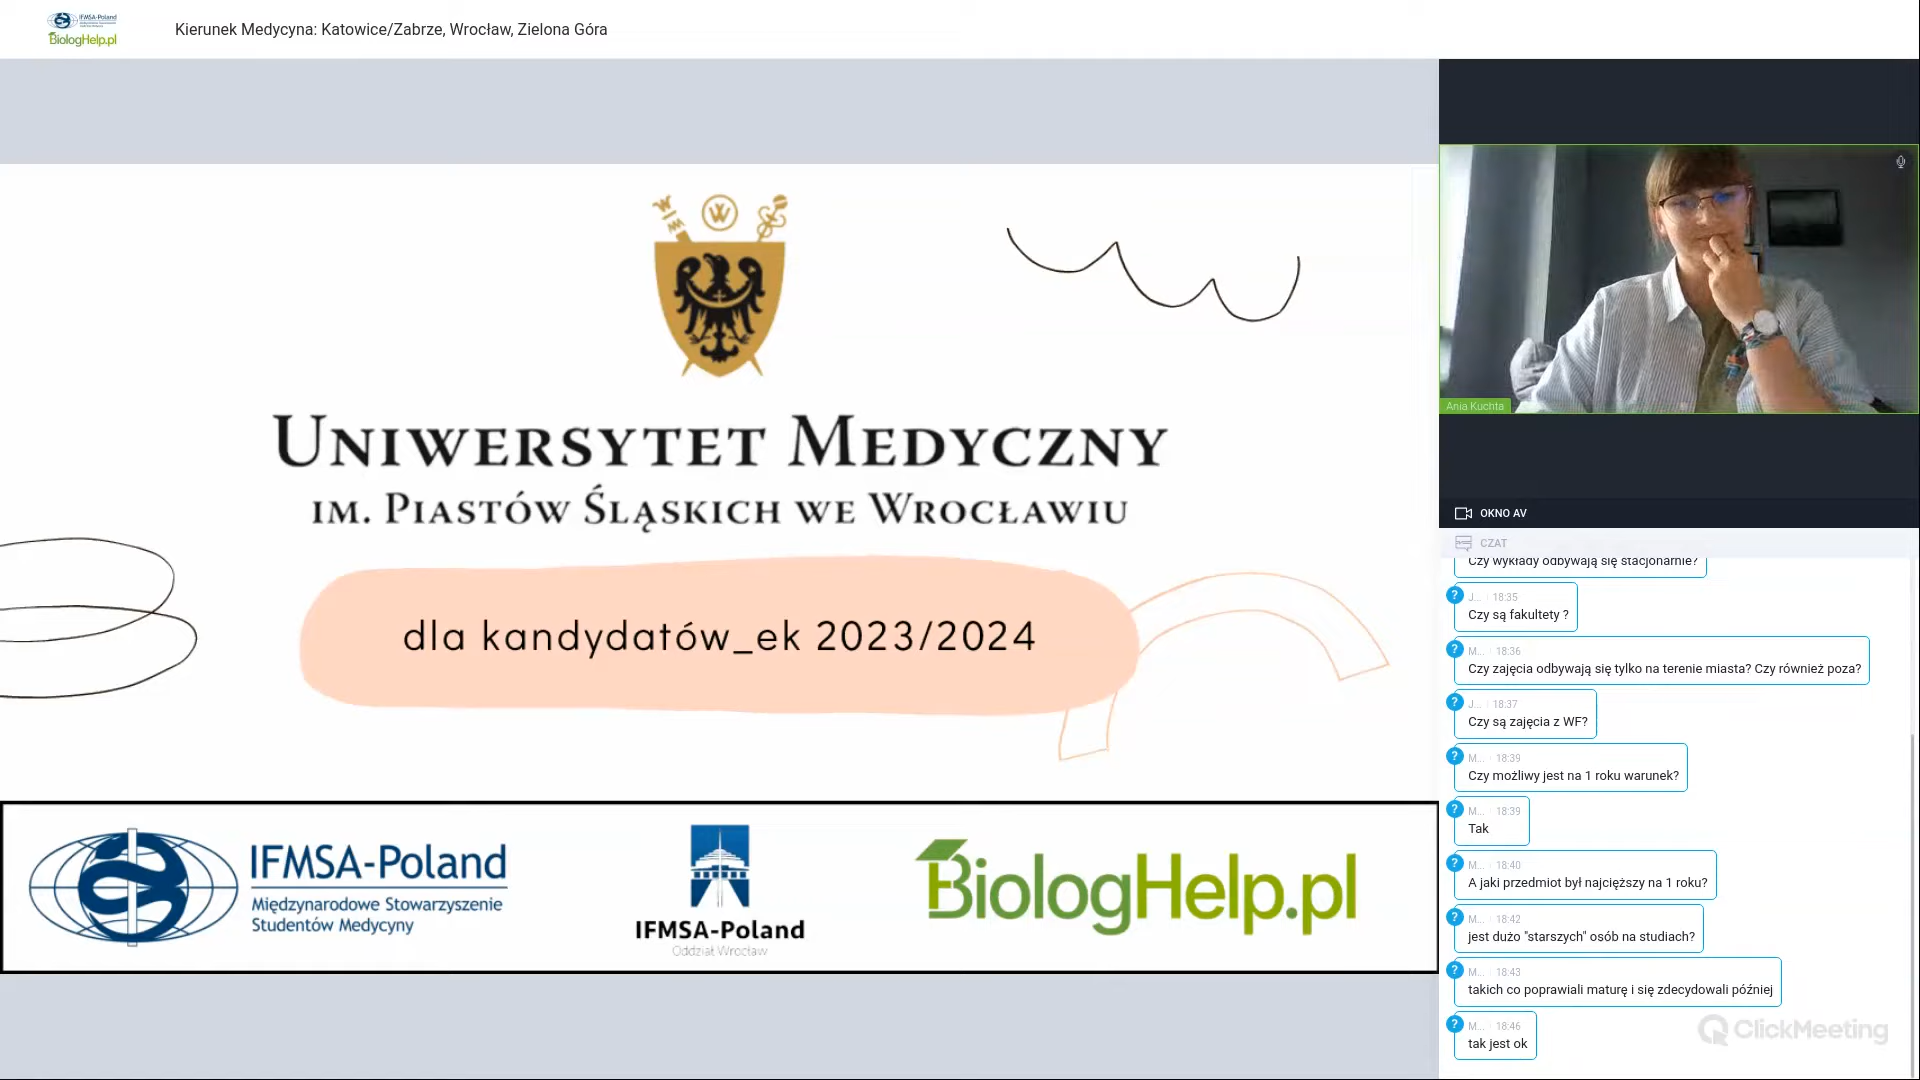 IFMSA-Poland
BiologHelp.pl
Kierunek Medycyna: Katowice/Zabrze, Wrocław, Zielona Góra
W
UNIWERSYTET MEDYCZNY
IM. PIASTÓW ŚLĄSKICH WE WROCŁAWIU
dla kandydatów_ek 2023/2024
IFMSA-Poland
Międzynarodowe Stowarzyszenie
Studentów Medycyny
IFMSA-Poland
Oddział Wrocław
BiologHelp.pl
Ania Kuchta
OKNO AV
CZAT
Czy wykłady odbywają się stacjonarnie?
? J... 18:35
Czy są fakultety ?
? M... 18:36
Czy zajęcia odbywają się tylko na terenie miasta? Czy również poza?
? J... 18:37
Czy są zajęcia z WF?
? M... 18:39
Czy możliwy jest na 1 roku warunek?
? M... 18:39
Tak
? M... 18:40
A jaki przedmiot był najcięższy na 1 roku?
? M... 18:42
jest dużo "starszych" osób na studiach?
? M... 18:43
takich co poprawiali maturę i się zdecydowali później
? M... 18:46
tak jest ok
ClickMeeting